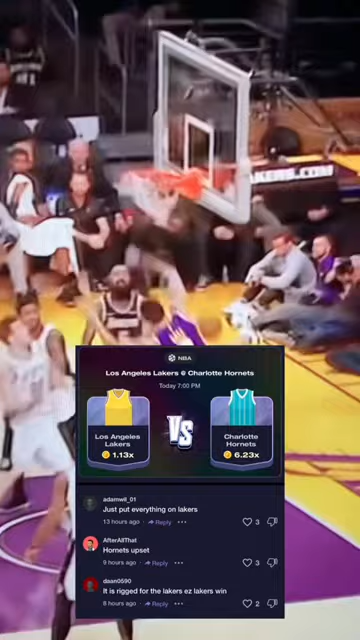 KERS.COM
NBA
Los Angeles Lakers @ Charlotte Hornets
Today 7:00 PM
Los Angeles
Lakers
1.13x
VS
Charlotte
Hornets
6.23x
adamwil_01
Just put everything on lakers
13 hours ago · Reply ··· 3
AfterAllThat
Hornets upset
9 hours ago · Reply ··· 3
daan0590
It is rigged for the lakers ez lakers win
8 hours ago · Reply ··· 2